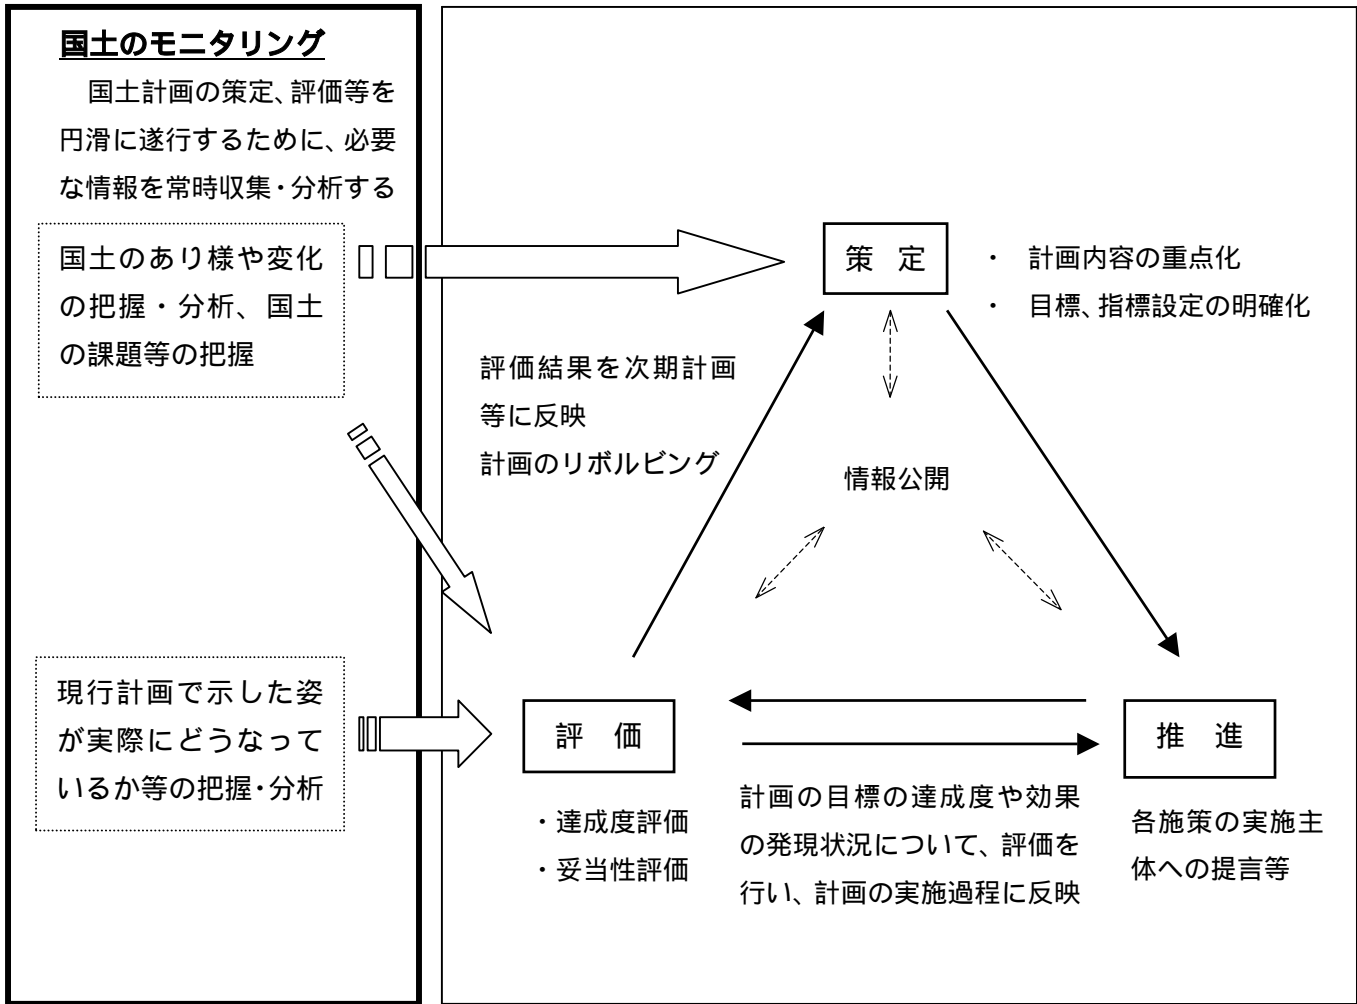 国土のモニタリング
国土計画の策定、評価等を
円滑に遂行するために、必要
な情報を常時収集・分析する
国土のあり様や変化
の把握・分析、国土
の課題等の把握
現行計画で示した姿
が実際にどうなって
いるか等の把握・分析
策 定
・ 計画内容の重点化
・ 目標、指標設定の明確化
評価結果を次期計画
等に反映
計画のリボルビング
情報公開
評 価
・達成度評価
・妥当性評価
計画の目標の達成度や効果
の発現状況について、評価を
行い、計画の実施過程に反映
推 進
各施策の実施主
体への提言等